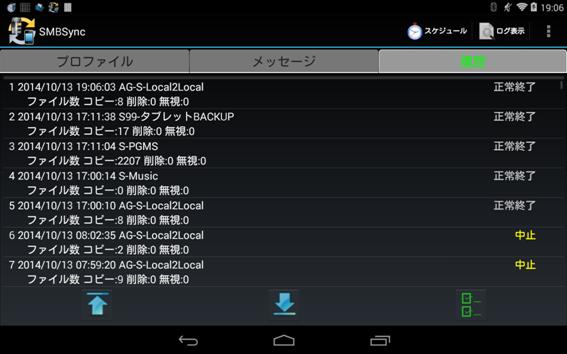 19:06
SMBSync
スケジュール
ログ表示
プロファイル
メッセージ
履歴
1 2014/10/13 19:06:03 AG-S-Local2Local 正常終了
ファイル数 コピー:8 削除:0 無視:0
2 2014/10/13 17:11:38 S99-タブレットBACKUP 正常終了
ファイル数 コピー:17 削除:0 無視:0
3 2014/10/13 17:11:04 S-PGMS 正常終了
ファイル数 コピー:2207 削除:0 無視:0
4 2014/10/13 17:00:14 S-Music 正常終了
ファイル数 コピー:0 削除:0 無視:0
5 2014/10/13 17:00:10 AG-S-Local2Local 正常終了
ファイル数 コピー:8 削除:0 無視:0
6 2014/10/13 08:02:35 AG-S-Local2Local 中止
ファイル数 コピー:2 削除:0 無視:0
7 2014/10/13 07:59:20 AG-S-Local2Local 中止
ファイル数 コピー:9 削除:0 無視:0